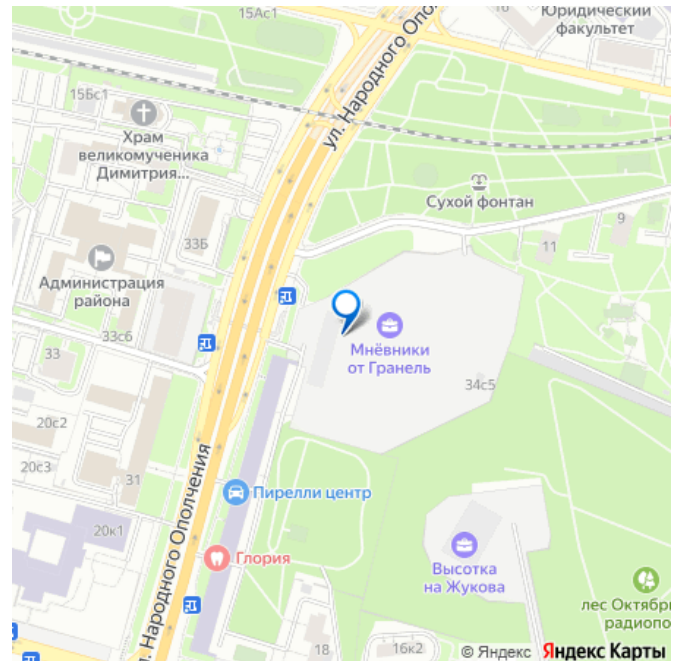 15Ас1
Юридический
факультет
ул. Народного Опол
15Бс1
Храм
великомученика
Димитрия...
Сухой фонтан
9
11
33Б
Администрация
района
Мнёвники
от Гранель
34с5
33с6
33
20с2
20с3
31
Пирелли центр
ул. Народного Ополчения
20к1
Глория
Высотка
на Жукова
лес Октябрь
радиопо
18
16к2
© Яндекс Яндекс Карты